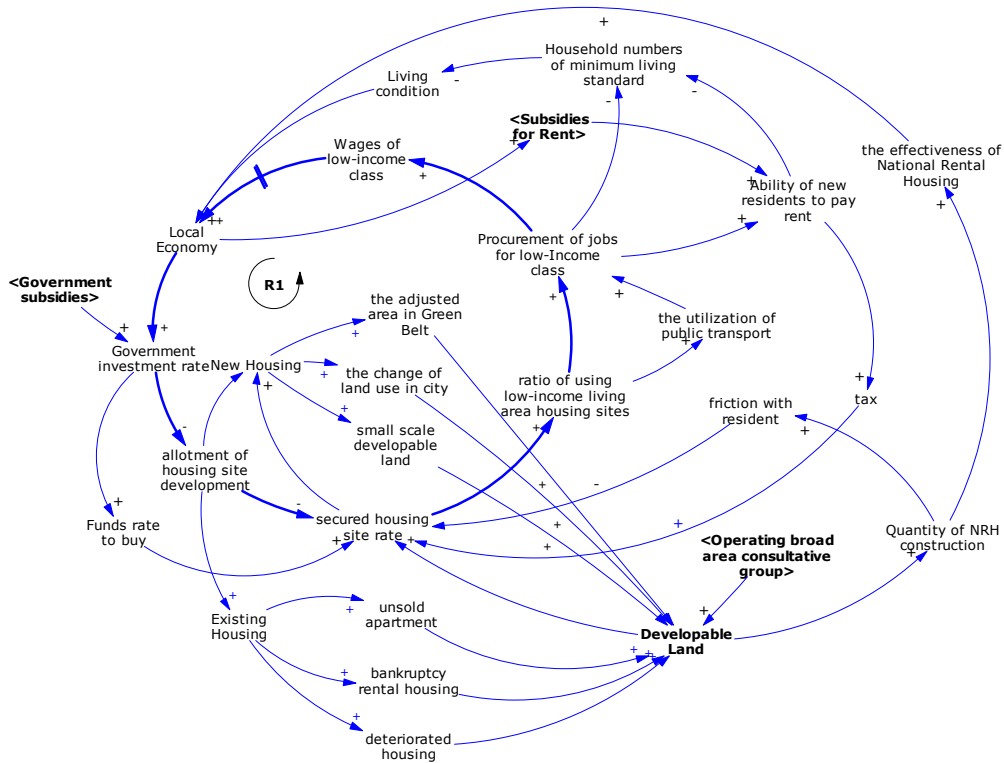 Household numbers
of minimum living
standard
Living
condition
<Subsidies
for Rent>
Wages of
low-income
class
the effectiveness of
National Rental
Housing
Ability of new
residents to pay
rent
Local
Economy
Procurement of jobs
for low-Income
class
<Government
subsidies>
R1
the adjusted
area in Green
Belt
the utilization of
public transport
Government
investment rate
New Housing
the change of
land use in city
ratio of using
low-income living
area housing sites
tax
friction with
resident
small scale
developable
land
allotment of
housing site
development
Funds rate
to buy
secured housing
site rate
Quantity of NRH
construction
<Operating broad
area consultative
group>
Existing
Housing
unsold
apartment
Developable
Land
bankruptcy
rental housing
deteriorated
housing